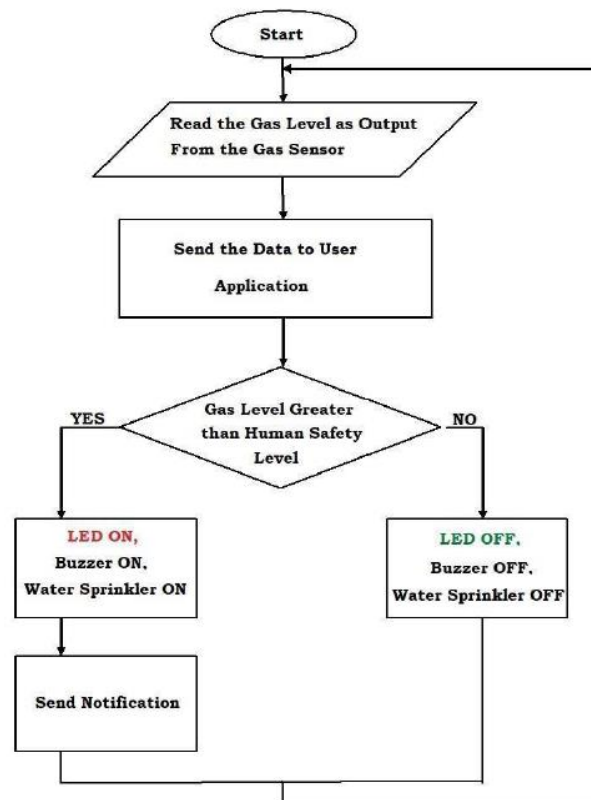 Start
Read the Gas Level as Output
From the Gas Sensor
Send the Data to User
Application
Gas Level Greater
than Human Safety
Level
YES
NO
LED ON,
Buzzer ON,
Water Sprinkler ON
LED OFF,
Buzzer OFF,
Water Sprinkler OFF
Send Notification